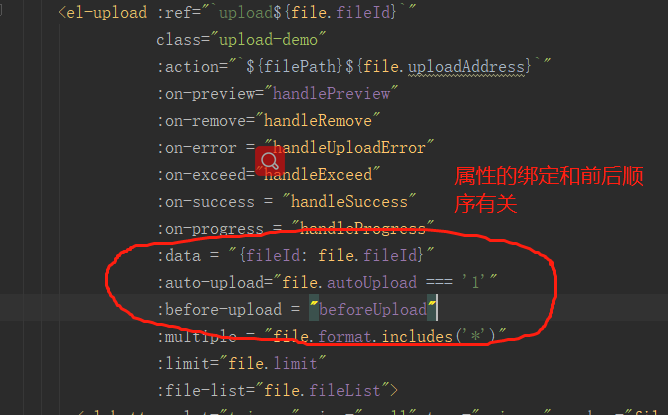 <el-upload :ref="`upload${file.fileId}`"
class="upload-demo"
:action="`${filePath}${file.uploadAddress}`"
:on-preview="handlePreview"
:on-remove="handleRemove"
:on-error = "handleUploadError"
:on-exceed="handleExceed"
:on-success = "handleSuccess"
:on-progress = "handleProgress"
属性的绑定和前后顺
序有关
:data = "{fileId: file.fileId}"
:auto-upload="file.autoUpload === '1'"
:before-upload = "beforeUpload"
:multiple = "file.format.includes('*')"
:limit="file.limit"
:file-list="file.fileList">